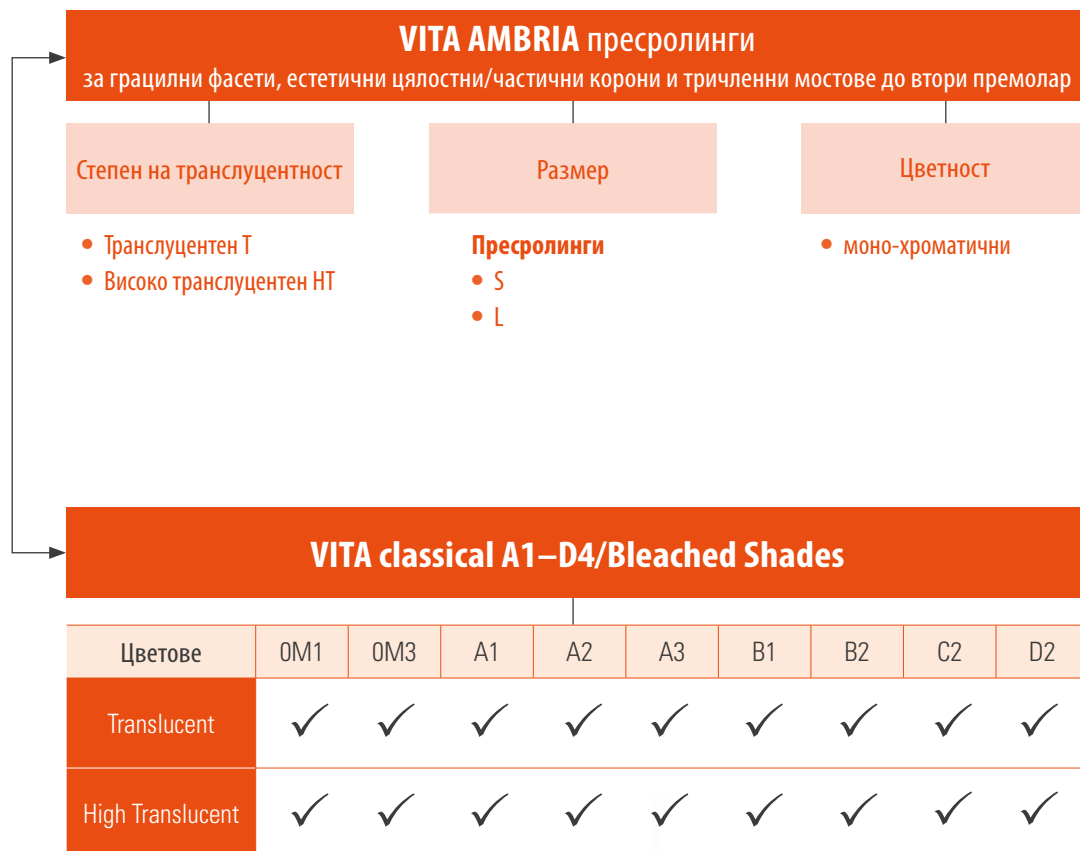 VITA AMBRIA пресролинги
за грацилни фасети, естетични цялостни/частични корони и тричленни мостове до втори премолар
Степен на транслуцентност
Размер
Цветност
• Транслуцентен T
• Високо транслуцентен HT
Пресролинги
• S
• L
• моно-хроматични
VITA classical A1–D4/Bleached Shades
Цветове 0M1 0M3 A1 A2 A3 B1 B2 C2 D2
Translucent ✓ ✓ ✓ ✓ ✓ ✓ ✓ ✓ ✓
High Translucent ✓ ✓ ✓ ✓ ✓ ✓ ✓ ✓ ✓